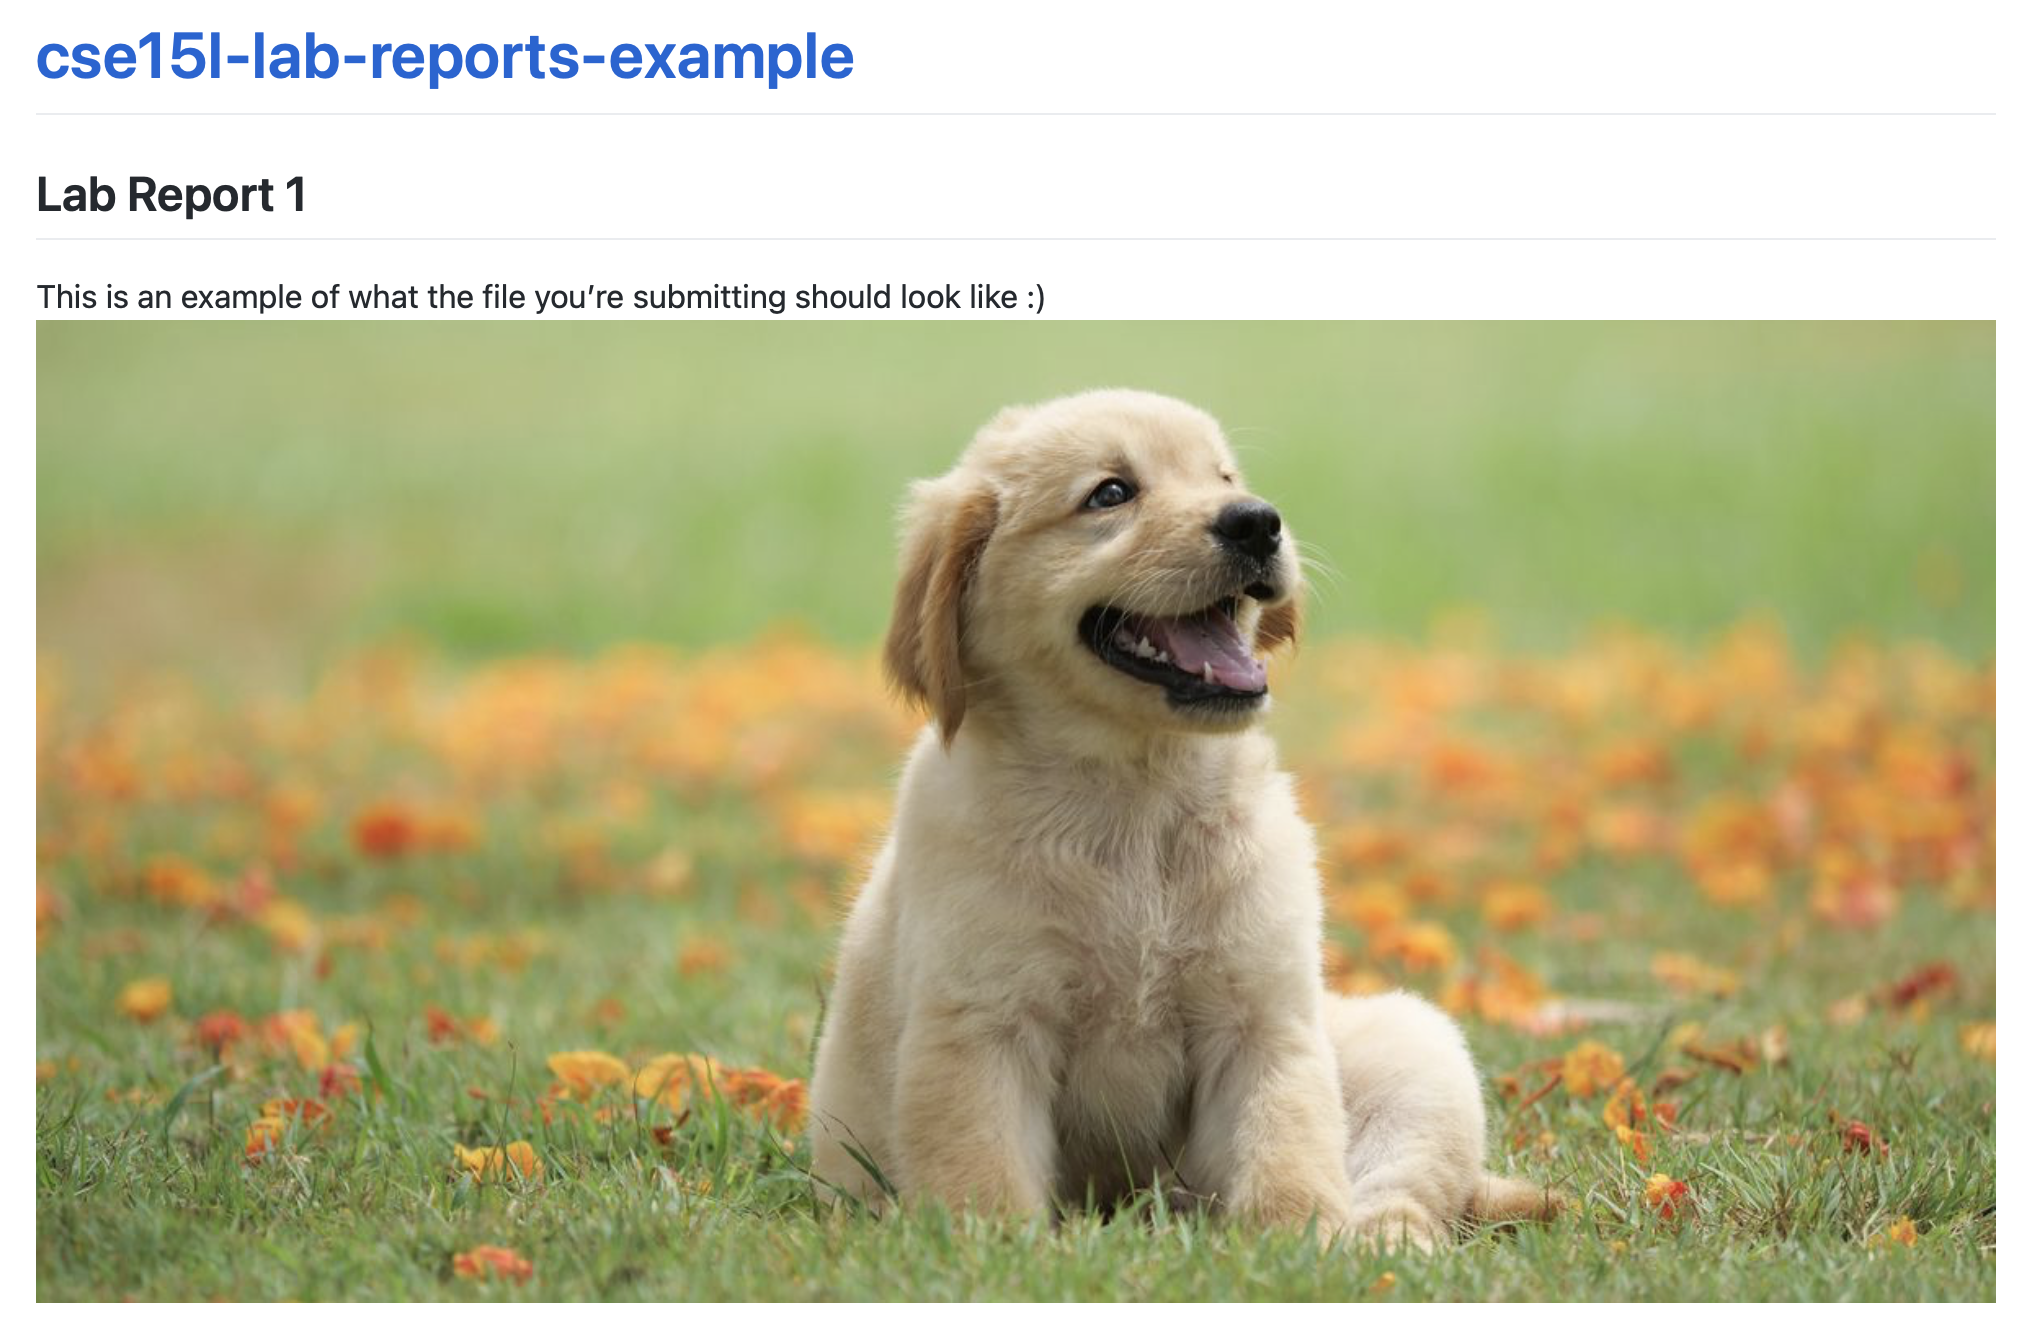 cse15l-lab-reports-example
Lab Report 1
This is an example of what the file you’re submitting should look like :)